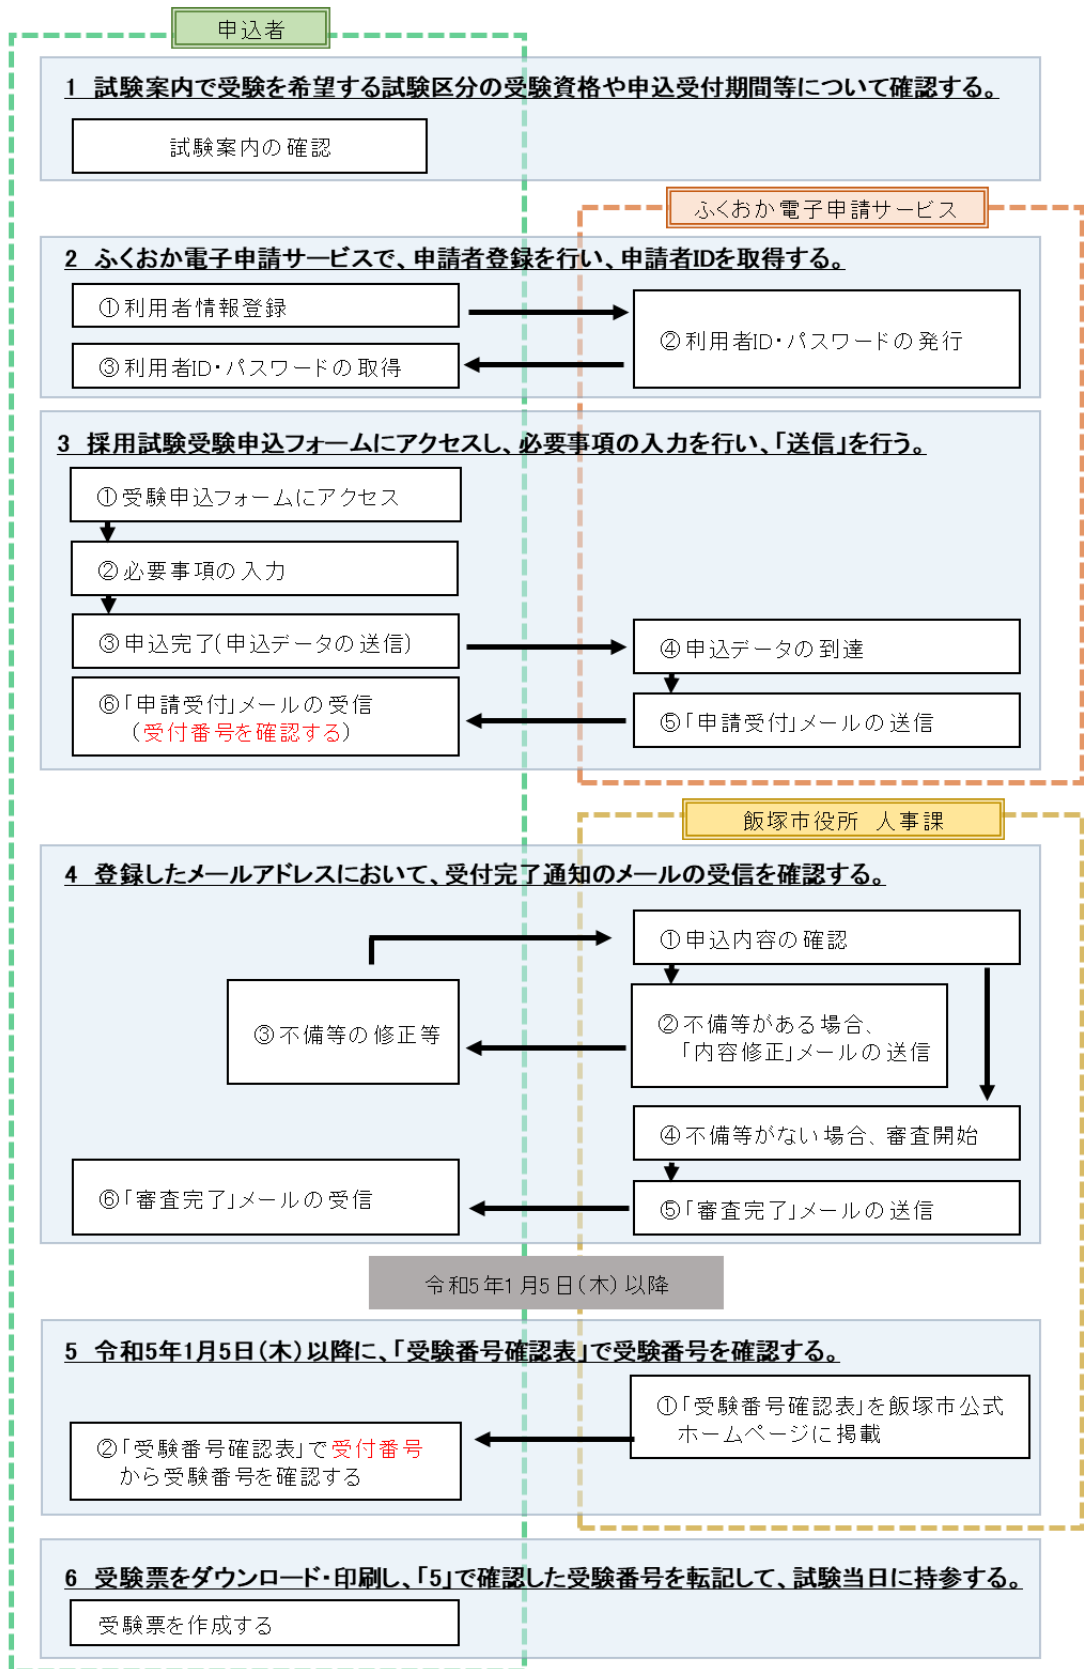 申込者
1 試験案内で受験を希望する試験区分の受験資格や申込受付期間等について確認する。
試験案内の確認
ふくおか電子申請サービス
2 ふくおか電子申請サービスで、申請者登録を行い、申請者IDを取得する。
①利用者情報登録
②利用者ID・パスワードの発行
③利用者ID・パスワードの取得
3 採用試験受験申込フォームにアクセスし、必要事項の入力を行い、「送信」を行う。
①受験申込フォームにアクセス
②必要事項の入力
③申込完了(申込データの送信)
④申込データの到達
⑥「申請受付」メールの受信
(受付番号を確認する)
⑤「申請受付」メールの送信
飯塚市役所 人事課
4 登録したメールアドレスにおいて、受付完了通知のメールの受信を確認する。
①申込内容の確認
②不備等がある場合、
「内容修正」メールの送信
③不備等の修正等
④不備等がない場合、審査開始
⑥「審査完了」メールの受信
⑤「審査完了」メールの送信
令和5年1月5日(木)以降
5 令和5年1月5日(木)以降に、「受験番号確認表」で受験番号を確認する。
①「受験番号確認表」を飯塚市公式
ホームページに掲載
②「受験番号確認表」で受付番号
から受験番号を確認する
6 受験票をダウンロード・印刷し、「5」で確認した受験番号を転記して、試験当日に持参する。
受験票を作成する